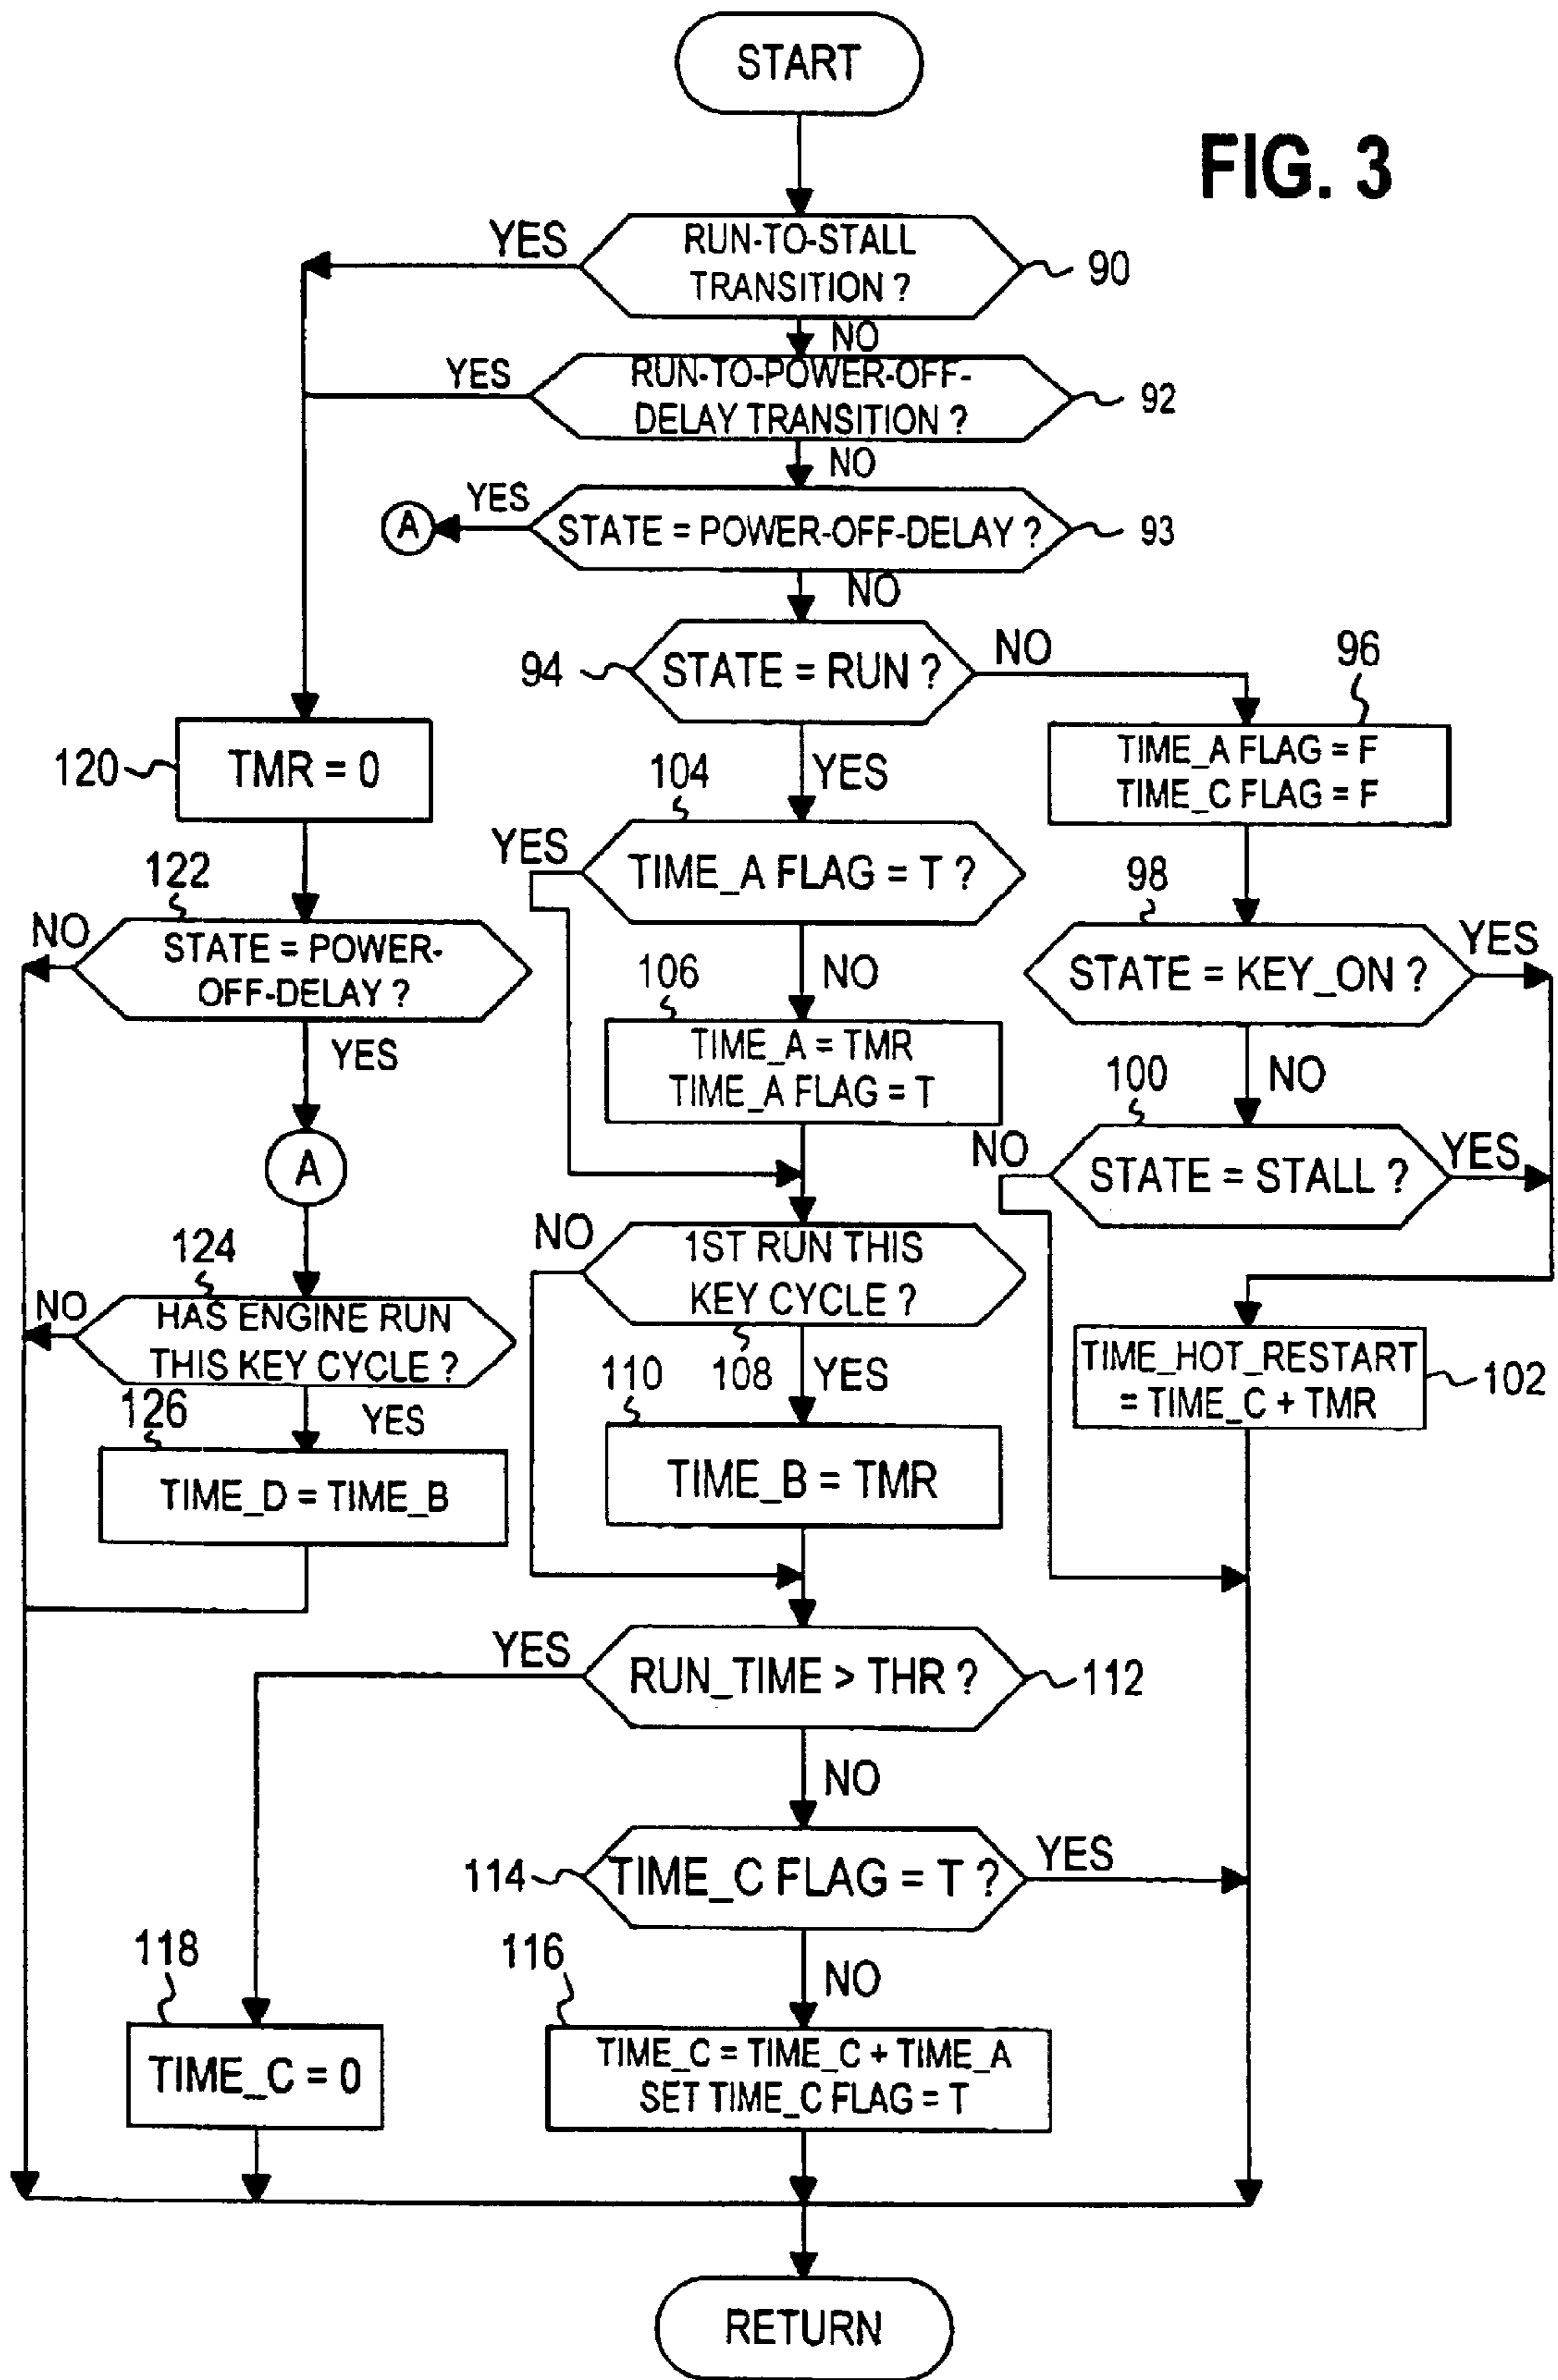 START
FIG. 3
YES
RUN-TO-STALL
TRANSITION ?
90
NO
YES
RUN-TO-POWER-OFF-
DELAY TRANSITION ?
92
NO
A
YES
STATE = POWER-OFF-DELAY ?
93
NO
94
STATE = RUN ?
NO
96
TIME_A FLAG = F
TIME_C FLAG = F
120
TMR = 0
YES
104
YES
TIME_A FLAG = T ?
98
STATE = KEY_ON ?
YES
122
NO
STATE = POWER-
OFF-DELAY ?
YES
NO
106
TIME_A = TMR
TIME_A FLAG = T
NO
100
NO
STATE = STALL ?
YES
A
124
NO
HAS ENGINE RUN
THIS KEY CYCLE ?
YES
NO
1ST RUN THIS
KEY CYCLE ?
108
YES
TIME_HOT_RESTART
= TIME_C + TMR
102
126
TIME_D = TIME_B
110
TIME_B = TMR
YES
RUN_TIME > THR ?
112
NO
114
TIME_C FLAG = T ?
YES
NO
118
TIME_C = 0
116
TIME_C = TIME_C + TIME_A
SET TIME_C FLAG = T
RETURN